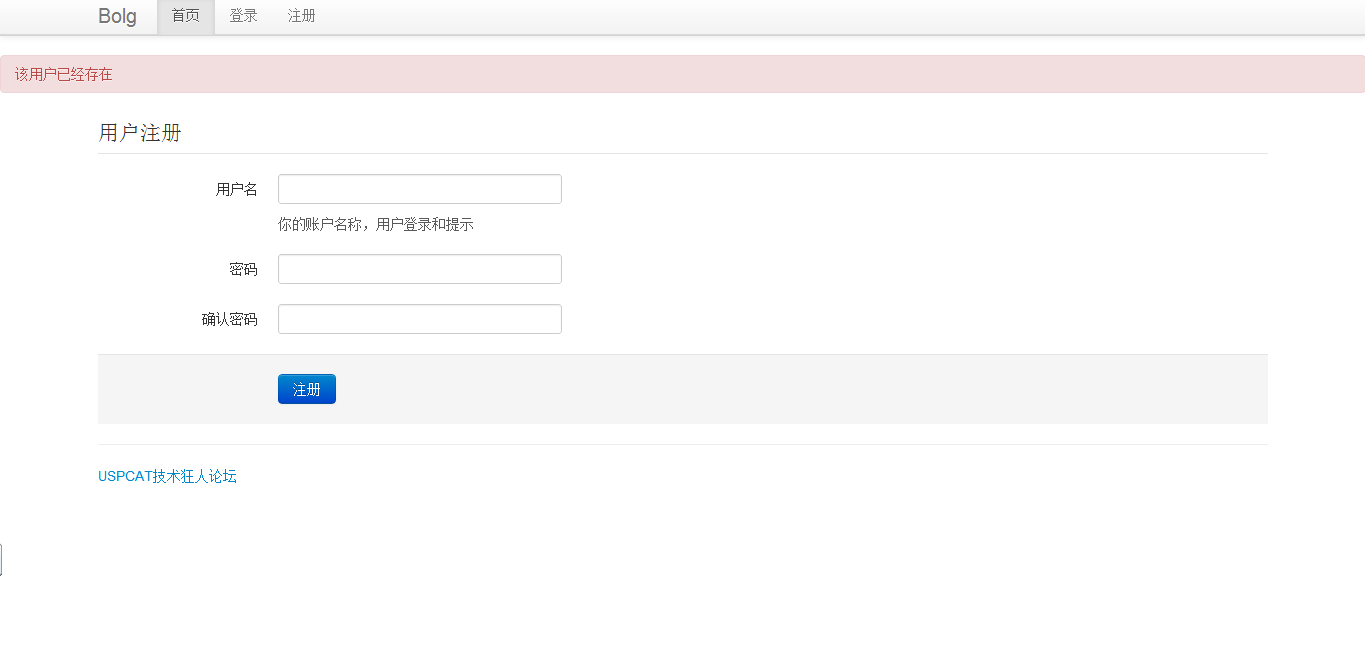 Bolg 首页 登录 注册
该用户已经存在
用户注册
用户名
你的账户名称，用户登录和提示
密码
确认密码
注册
USPCAT技术狂人论坛